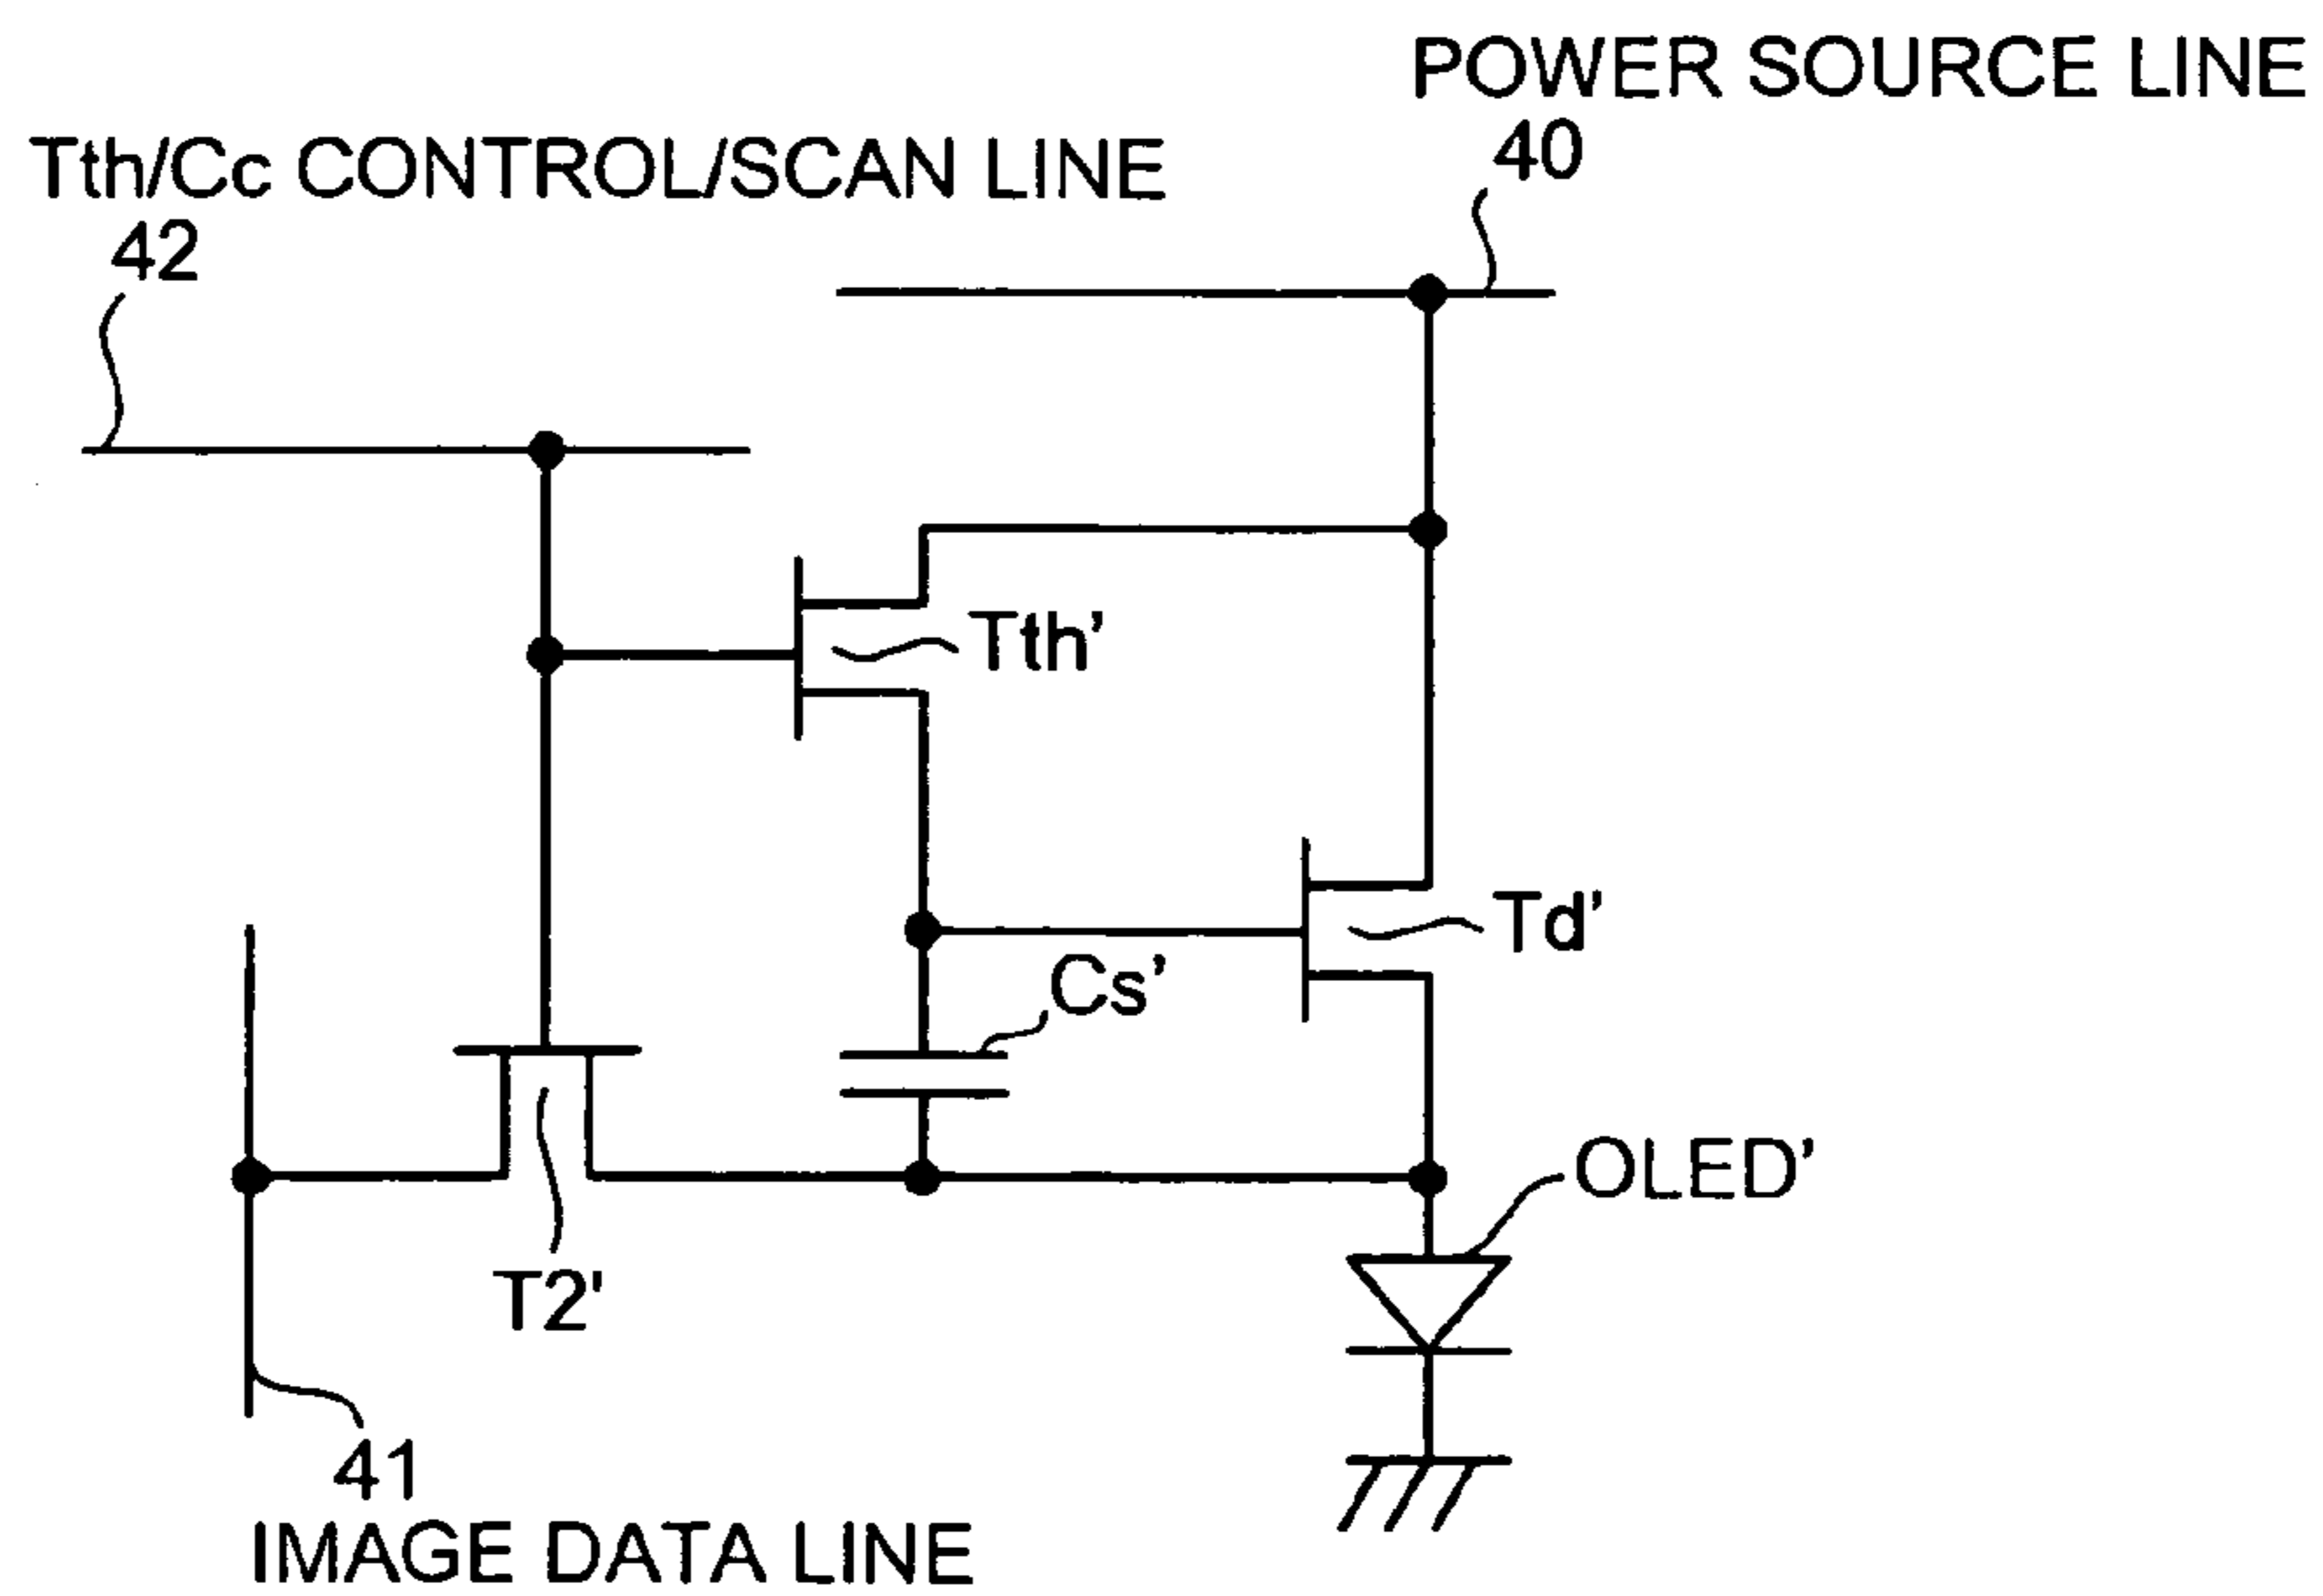 POWER SOURCE LINE
40
Tth/Cc CONTROL/SCAN LINE
42
Tth’
Td’
Cs’
OLED’
T2'
41
IMAGE DATA LINE